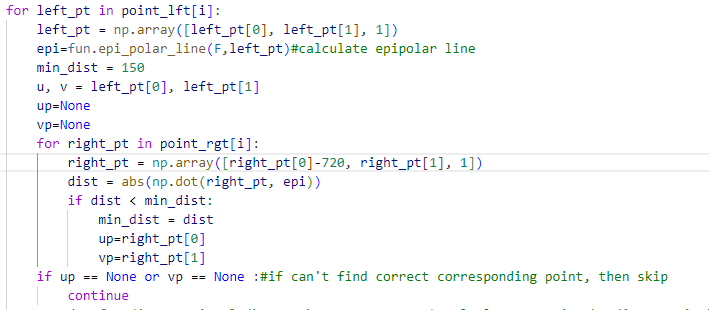 for left_pt in point_lft[i]:
    left_pt = np.array([left_pt[0], left_pt[1], 1])
    epi=fun.epi_polar_line(F,left_pt)#calculate epipolar line
    min_dist = 150
    u, v = left_pt[0], left_pt[1]
    up=None
    vp=None
    for right_pt in point_rgt[i]:
        right_pt = np.array([right_pt[0]-720, right_pt[1], 1])
        dist = abs(np.dot(right_pt, epi))
        if dist < min_dist:
            min_dist = dist
            up=right_pt[0]
            vp=right_pt[1]
    if up == None or vp == None :#if can't find correct corresponding point, then skip
        continue